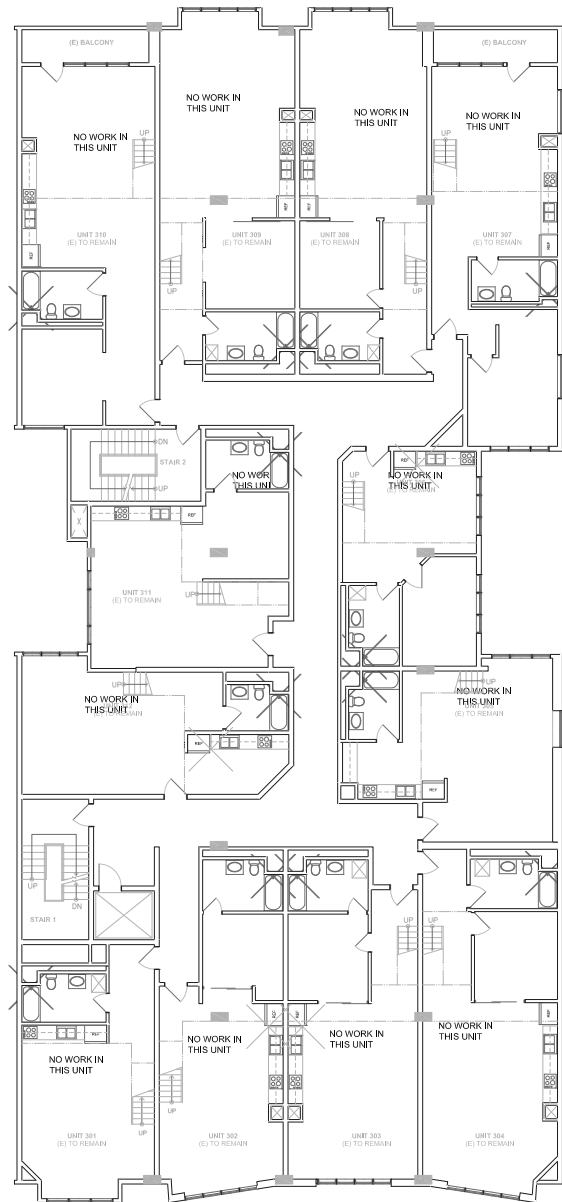 (E) BALCONY
(E) BALCONY
NO WORK IN
THIS UNIT
NO WORK IN
THIS UNIT
NO WORK IN
THIS UNIT
NO WORK IN
THIS UNIT
UP
UP
REF
REF
UNIT 310
(E) TO REMAIN
UNIT 309
(E) TO REMAIN
UNIT 308
(E) TO REMAIN
UNIT 307
(E) TO REMAIN
REF
REF
UP
UP
DN
STAIR 2
UP
NO WORK
THIS UNIT
REF
NO WORK IN
THIS UNIT
UP
REF
UNIT 311
(E) TO REMAIN
UP
UP
NO WORK IN
THIS UNIT
(E) TO REMAIN
UP
NO WORK IN
THIS UNIT
(E) TO REMAIN
REF
REF
UP
DN
STAIR 1
UP
UP
REF
REF
REF
NO WORK IN
THIS UNIT
NO WORK IN
THIS UNIT
NO WORK IN
THIS UNIT
NO WORK IN
THIS UNIT
UP
UP
UNIT 301
(E) TO REMAIN
UNIT 302
(E) TO REMAIN
UNIT 303
(E) TO REMAIN
UNIT 304
(E) TO REMAIN